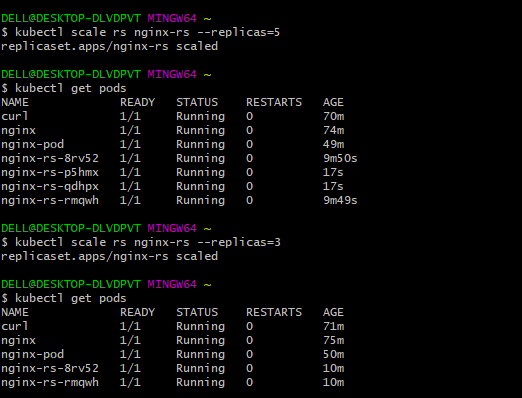 DELL@DESKTOP-DLVDPVT MINGW64 ~
$ kubectl scale rs nginx-rs --replicas=5
replicaset.apps/nginx-rs scaled
DELL@DESKTOP-DLVDPVT MINGW64 ~
$ kubectl get pods
NAME READY STATUS RESTARTS AGE
curl 1/1 Running 0 70m
nginx 1/1 Running 0 74m
nginx-pod 1/1 Running 0 49m
nginx-rs-8rv52 1/1 Running 0 9m50s
nginx-rs-p5hmx 1/1 Running 0 17s
nginx-rs-qdhpx 1/1 Running 0 17s
nginx-rs-rmqwh 1/1 Running 0 9m49s
DELL@DESKTOP-DLVDPVT MINGW64 ~
$ kubectl scale rs nginx-rs --replicas=3
replicaset.apps/nginx-rs scaled
DELL@DESKTOP-DLVDPVT MINGW64 ~
$ kubectl get pods
NAME READY STATUS RESTARTS AGE
curl 1/1 Running 0 71m
nginx 1/1 Running 0 75m
nginx-pod 1/1 Running 0 50m
nginx-rs-8rv52 1/1 Running 0 10m
nginx-rs-rmqwh 1/1 Running 0 10m